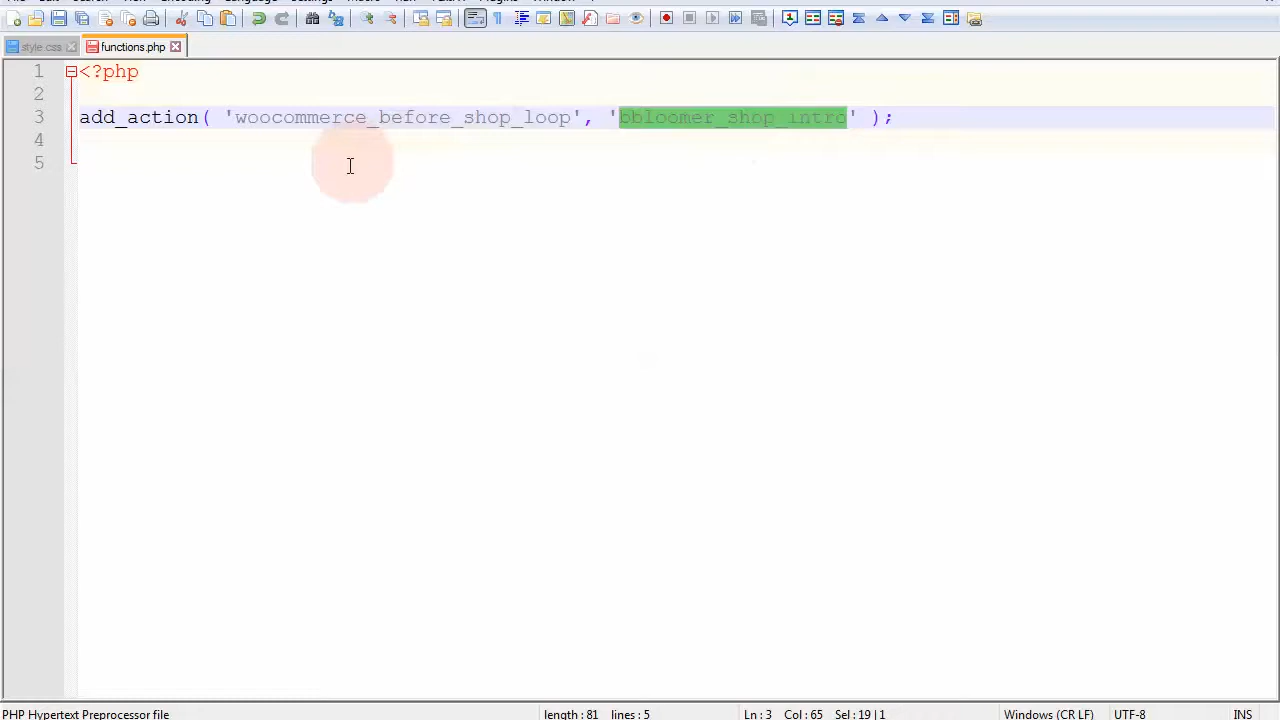 style.css functions.php
1 <?php
2
3 add_action( 'woocommerce_before_shop_loop', 'bbloomer_shop_intro' );
4
5
PHP Hypertext Preprocessor file length : 81 lines : 5 Ln : 3 Col : 65 Sel : 19 | 1 Windows (CR LF) UTF-8 INS